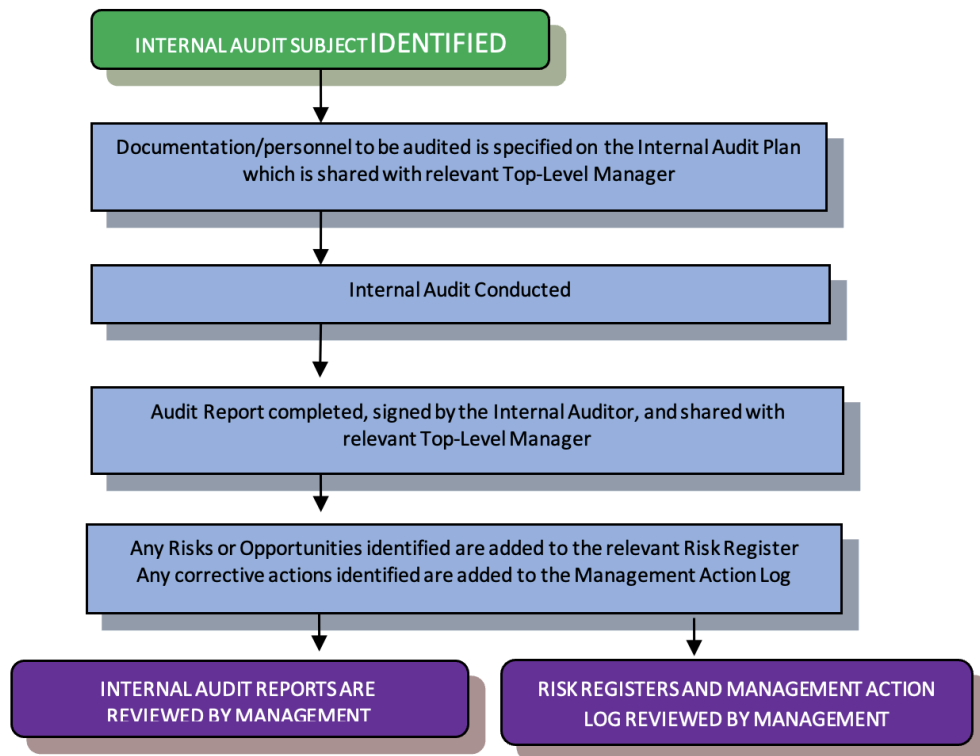 INTERNAL AUDIT SUBJECT IDENTIFIED
Documentation/personnel to be audited is specified on the Internal Audit Plan
which is shared with relevant Top-Level Manager
Internal Audit Conducted
Audit Report completed, signed by the Internal Auditor, and shared with
relevant Top-Level Manager
Any Risks or Opportunities identified are added to the relevant Risk Register
Any corrective actions identified are added to the Management Action Log
INTERNAL AUDIT REPORTS ARE
REVIEWED BY MANAGEMENT
RISK REGISTERS AND MANAGEMENT ACTION
LOG REVIEWED BY MANAGEMENT